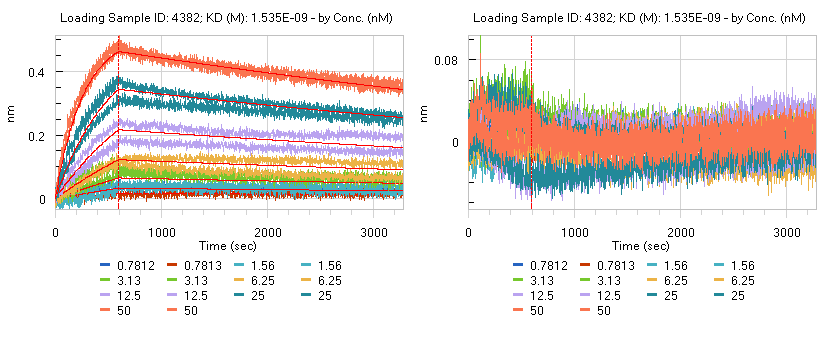 Loading Sample ID: 4382; KD (M): 1.535E-09 - by Conc. (nM)
0.4
0.2
0
nm
0
1000
2000
3000
Time (sec)
0.7812 0.7813 1.56 1.56
3.13 3.13 6.25 6.25
12.5 12.5 25 25
50 50
Loading Sample ID: 4382; KD (M): 1.535E-09 - by Conc. (nM)
0.08
0
nm
0
1000
2000
3000
Time (sec)
0.7812 0.7813 1.56 1.56
3.13 3.13 6.25 6.25
12.5 12.5 25 25
50 50